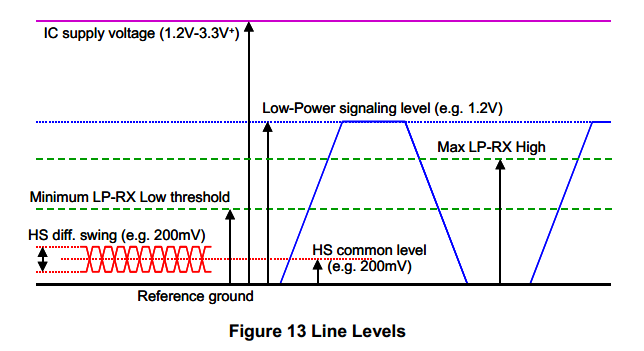 IC supply voltage (1.2V-3.3V+)
Low-Power signaling level (e.g. 1.2V)
Max LP-RX High
Minimum LP-RX Low threshold
HS diff. swing (e.g. 200mV)
HS common level
(e.g. 200mV)
Reference ground
Figure 13 Line Levels